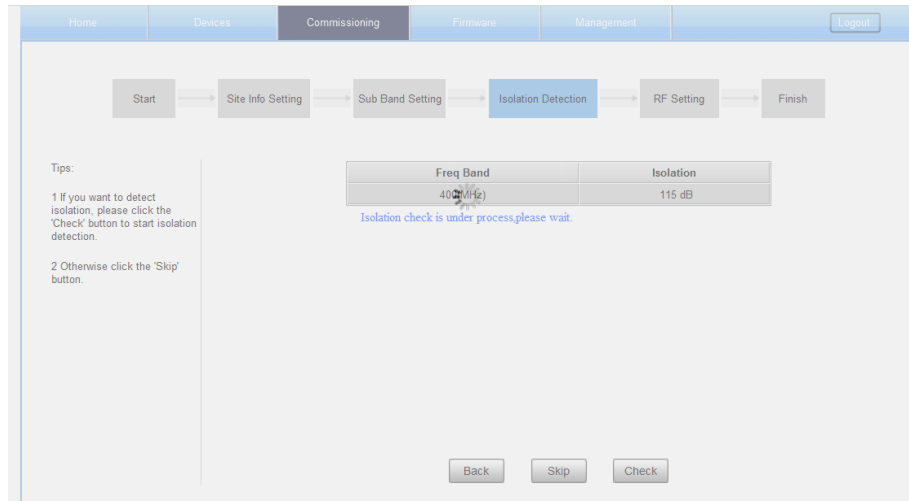 Home Devices Commissioning Firmware Management Logout
Start Site Info Setting Sub Band Setting Isolation Detection RF Setting Finish
Tips:
1 If you want to detect
isolation, please click the
'Check' button to start isolation
detection.
2 Otherwise click the 'Skip'
button.
Freq Band Isolation
400(MHz) 115 dB
Isolation check is under process,please wait.
Back Skip Check